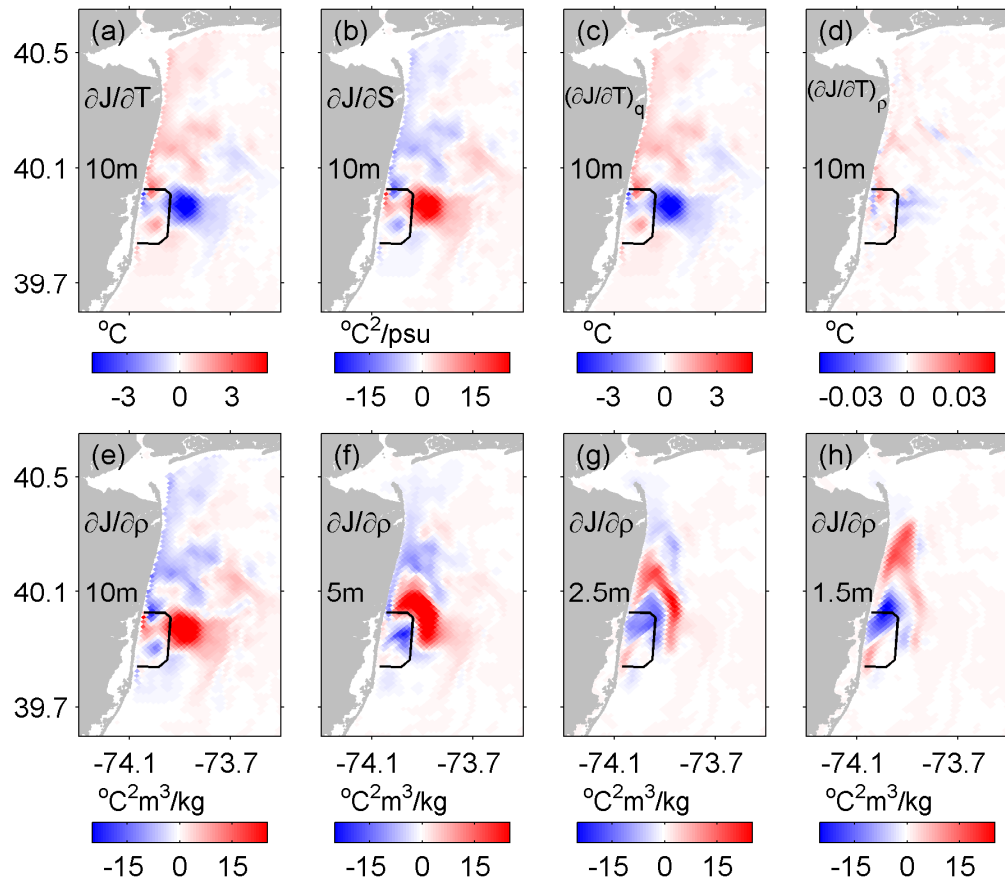 (a) (b) (c) (d)
40.5
∂J/∂T ∂J/∂S (∂J/∂T)q (∂J/∂T)ρ
10m 10m 10m 10m
40.1
39.7
°C °C²/psu °C °C
-3 0 3 -15 0 15 -3 0 3 -0.03 0 0.03
(e) (f) (g) (h)
40.5
∂J/∂ρ ∂J/∂ρ ∂J/∂ρ ∂J/∂ρ
10m 5m 2.5m 1.5m
40.1
39.7
-74.1 -73.7 -74.1 -73.7 -74.1 -73.7 -74.1 -73.7
°C²m³/kg °C²m³/kg °C²m³/kg °C²m³/kg
-15 0 15 -15 0 15 -15 0 15 -15 0 15